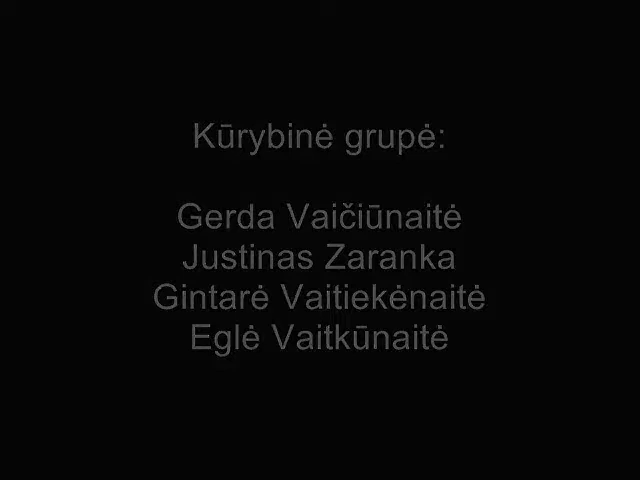 Kūrybinė grupė:
Gerda Vaičiūnaitė
Justinas Zaranka
Gintarė Vaitiekėnaitė
Eglė Vaitkūnaitė